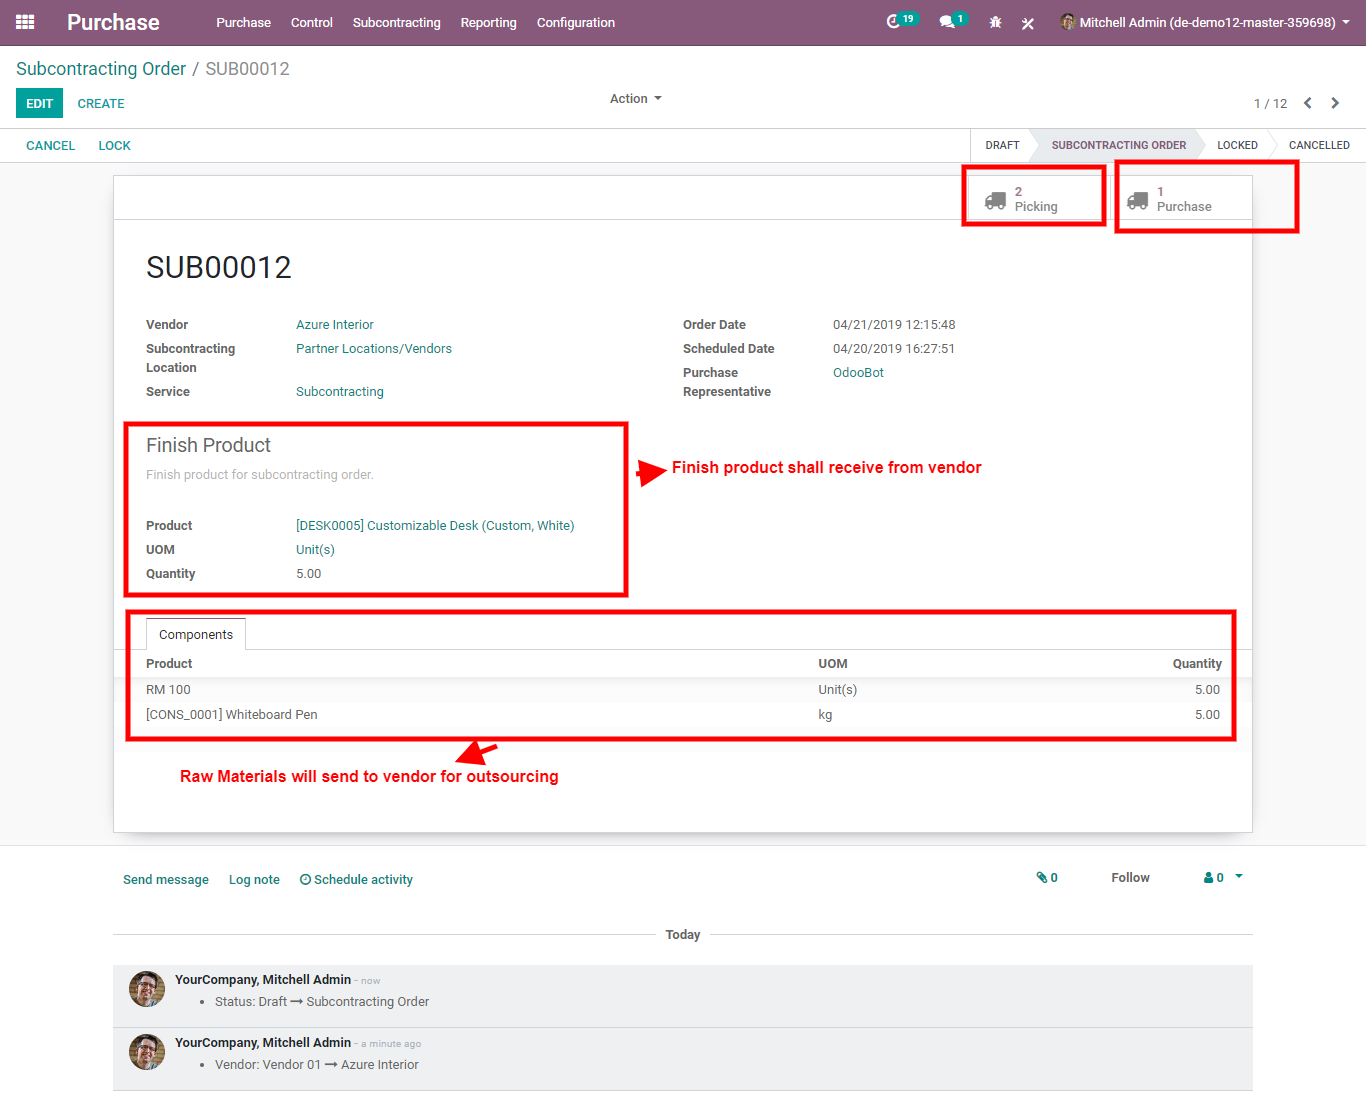 Purchase Purchase Control Subcontracting Reporting Configuration 19 1 Mitchell Admin (de-demo12-master-359698)
Subcontracting Order / SUB00012
EDIT CREATE Action 1 / 12
CANCEL LOCK DRAFT SUBCONTRACTING ORDER LOCKED CANCELLED
2 Picking
1 Purchase
SUB00012
Vendor Azure Interior
Subcontracting Location Partner Locations/Vendors
Service Subcontracting
Order Date 04/21/2019 12:15:48
Scheduled Date 04/20/2019 16:27:51
Purchase Representative OdooBot
Finish Product
Finish product for subcontracting order.
Finish product shall receive from vendor
Product [DESK0005] Customizable Desk (Custom, White)
UOM Unit(s)
Quantity 5.00
Components
Product UOM Quantity
RM 100 Unit(s) 5.00
[CONS_0001] Whiteboard Pen kg 5.00
Raw Materials will send to vendor for outsourcing
Send message Log note Schedule activity 0 Follow 0
Today
YourCompany, Mitchell Admin - now
• Status: Draft → Subcontracting Order
YourCompany, Mitchell Admin - a minute ago
• Vendor: Vendor 01 → Azure Interior